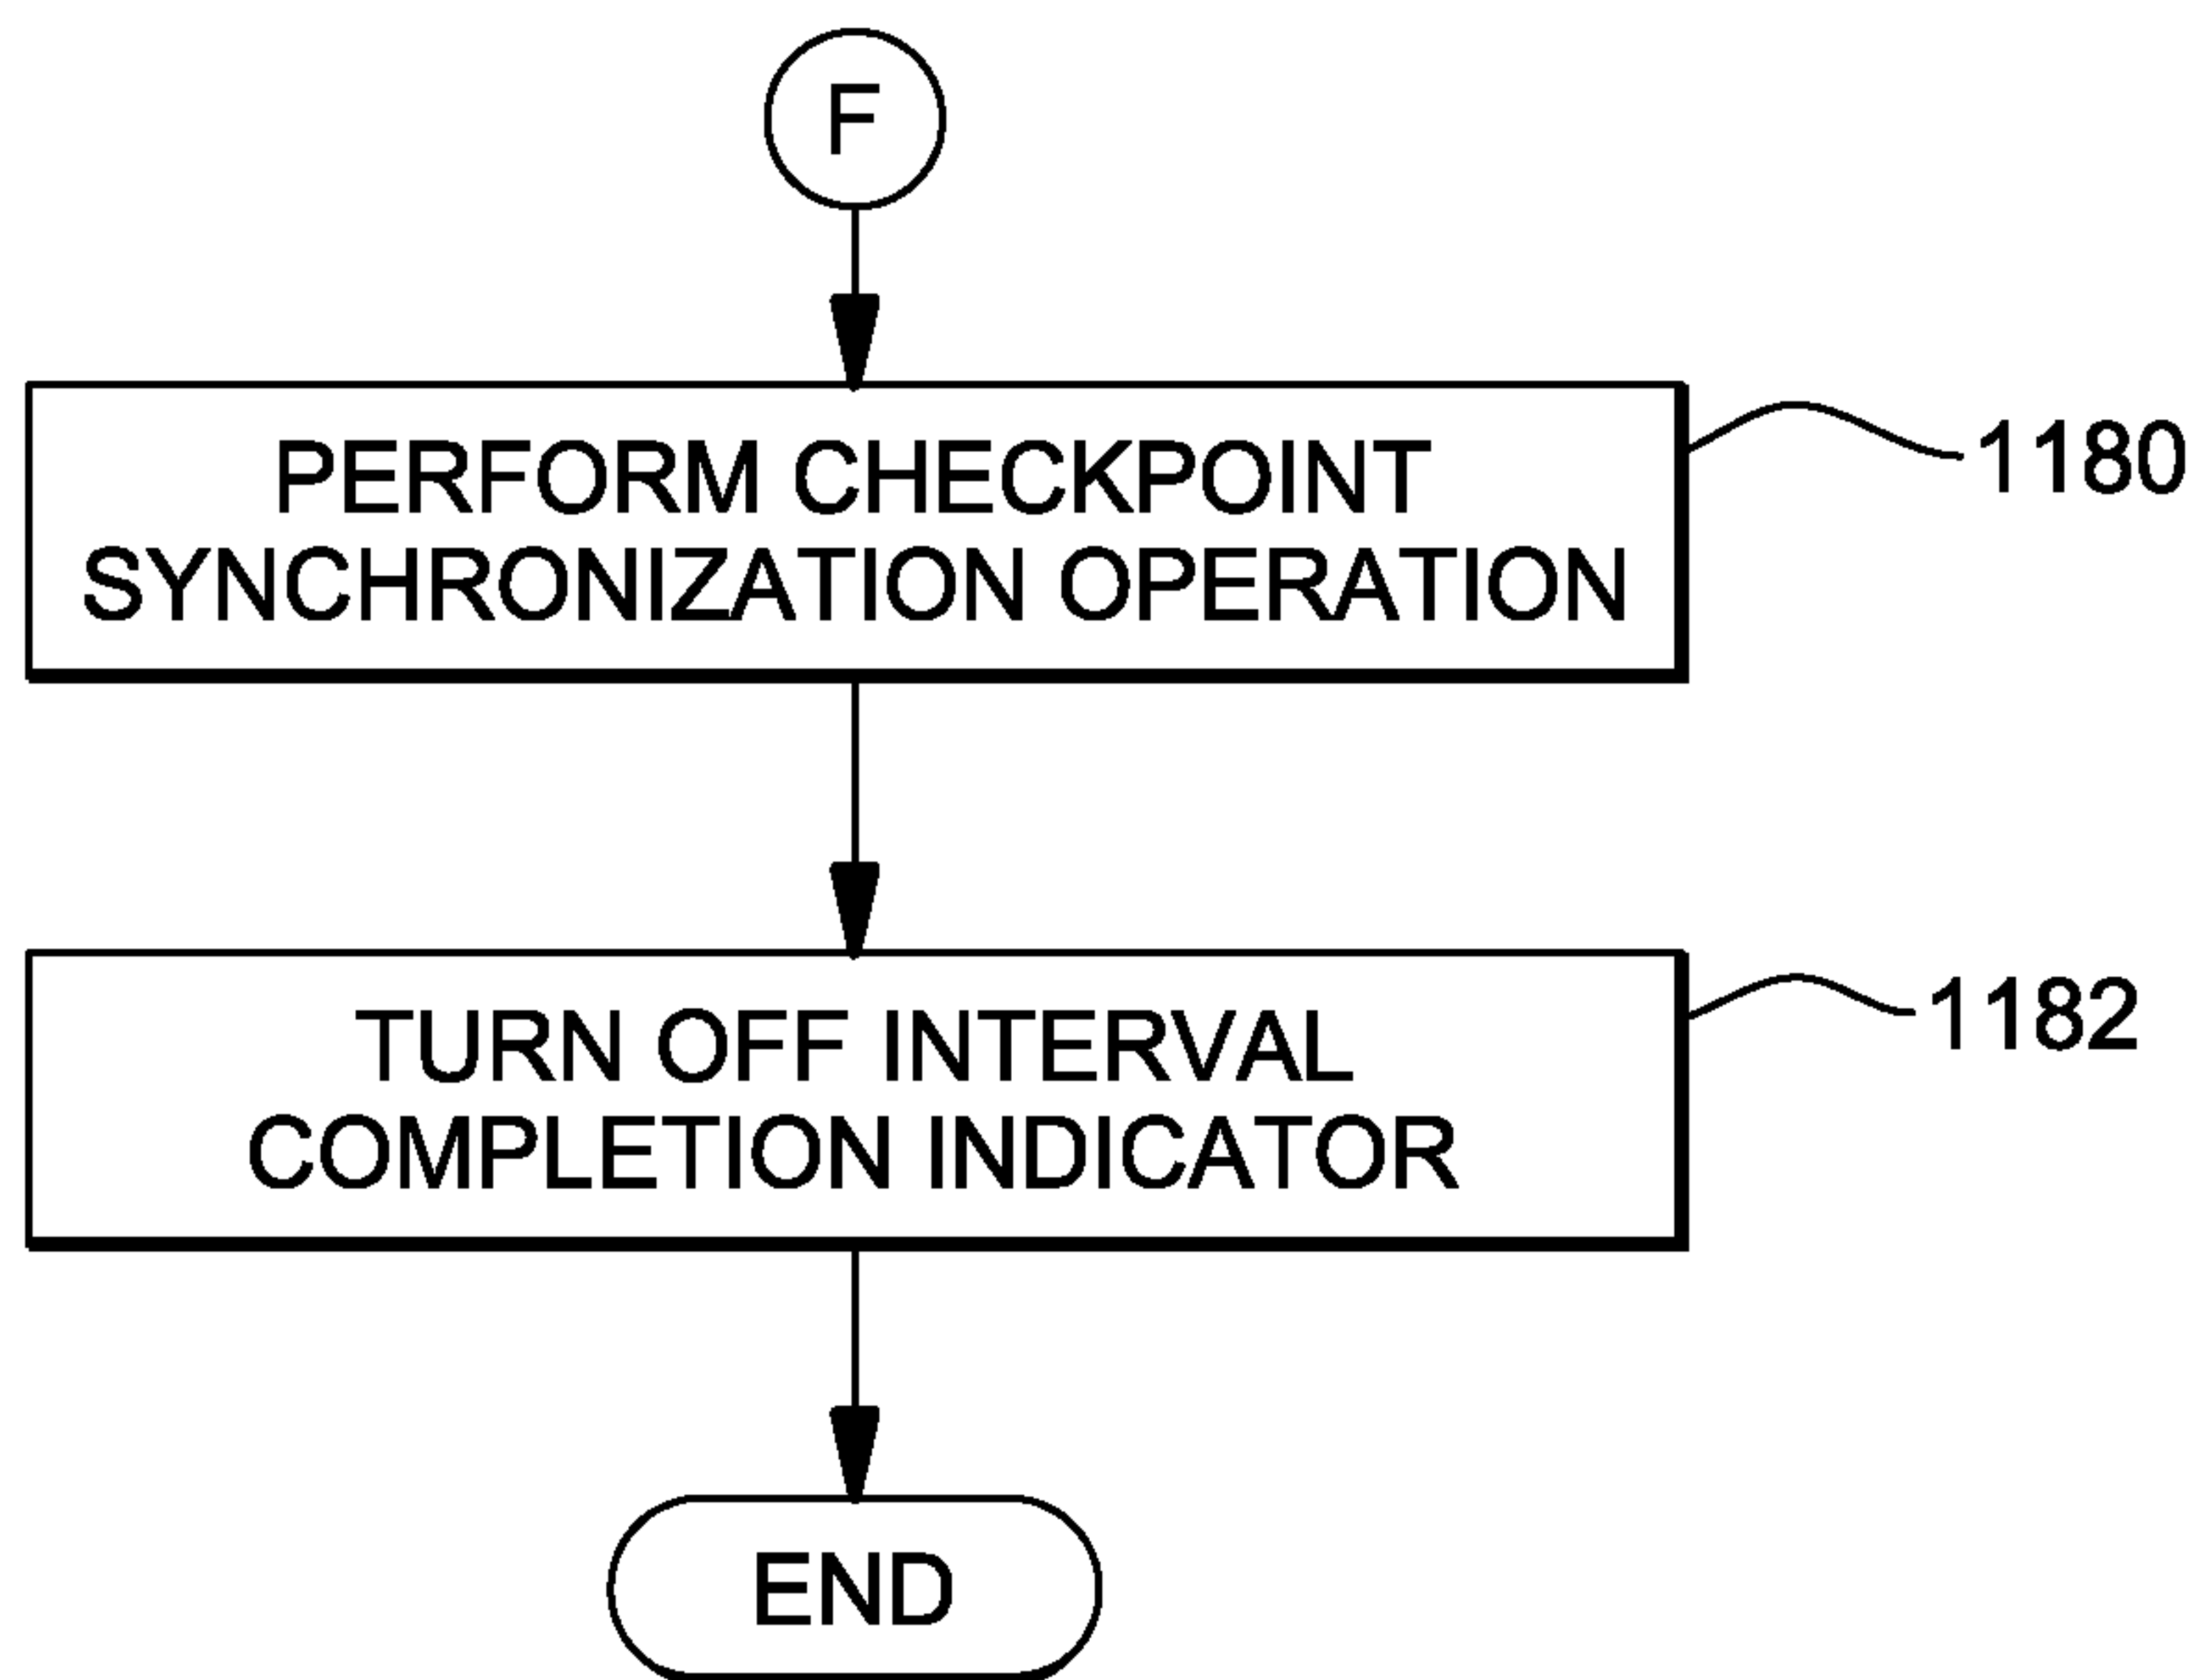 F
PERFORM CHECKPOINT
SYNCHRONIZATION OPERATION
1180
TURN OFF INTERVAL
COMPLETION INDICATOR
1182
END